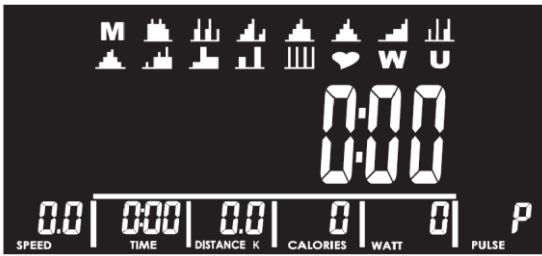 M
W U
0:00
0.0 0:00 0.0 0 0 P
SPEED TIME DISTANCE K CALORIES WATT PULSE